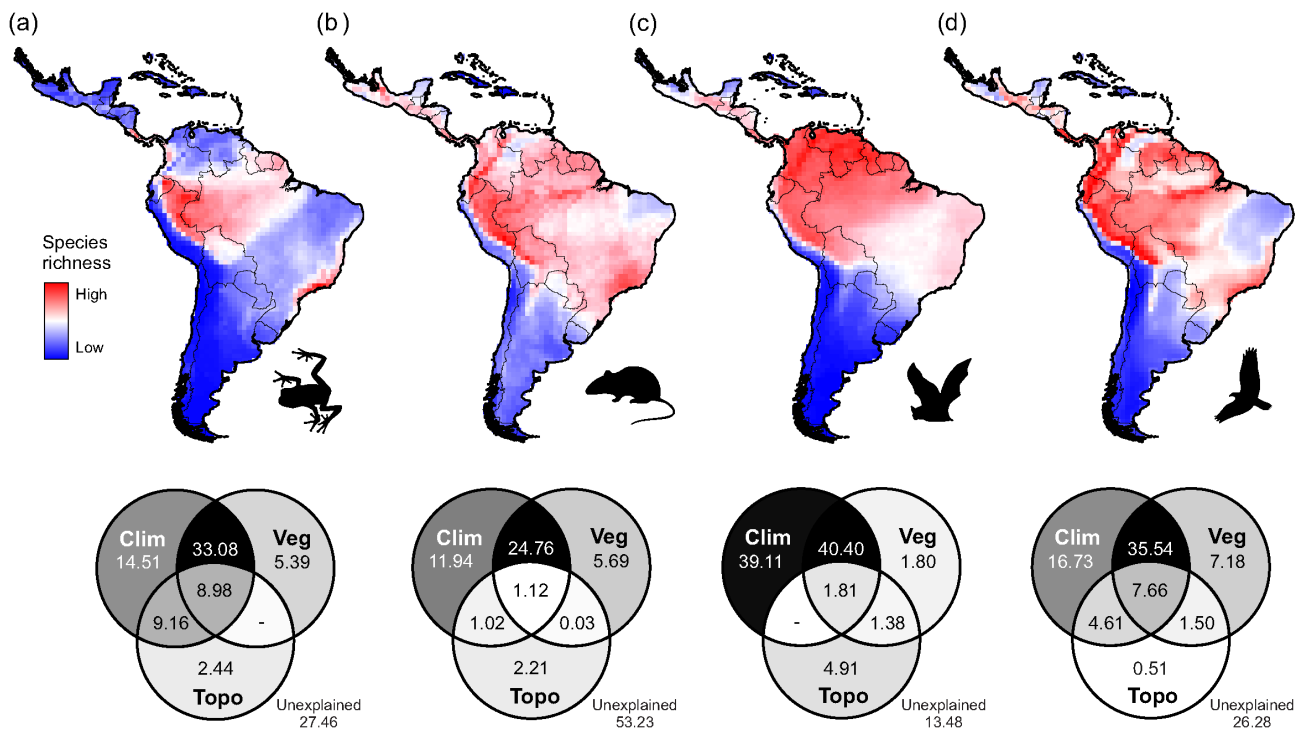 (a)
(b)
(c)
(d)
Species
richness
High
Low
Clim
14.51
33.08
Veg
5.39
8.98
9.16
-
2.44
Topo
Unexplained
27.46
Clim
11.94
24.76
Veg
5.69
1.12
1.02
0.03
2.21
Topo
Unexplained
53.23
Clim
39.11
40.40
Veg
1.80
1.81
-
1.38
4.91
Topo
Unexplained
13.48
Clim
16.73
35.54
Veg
7.18
7.66
4.61
1.50
0.51
Topo
Unexplained
26.28